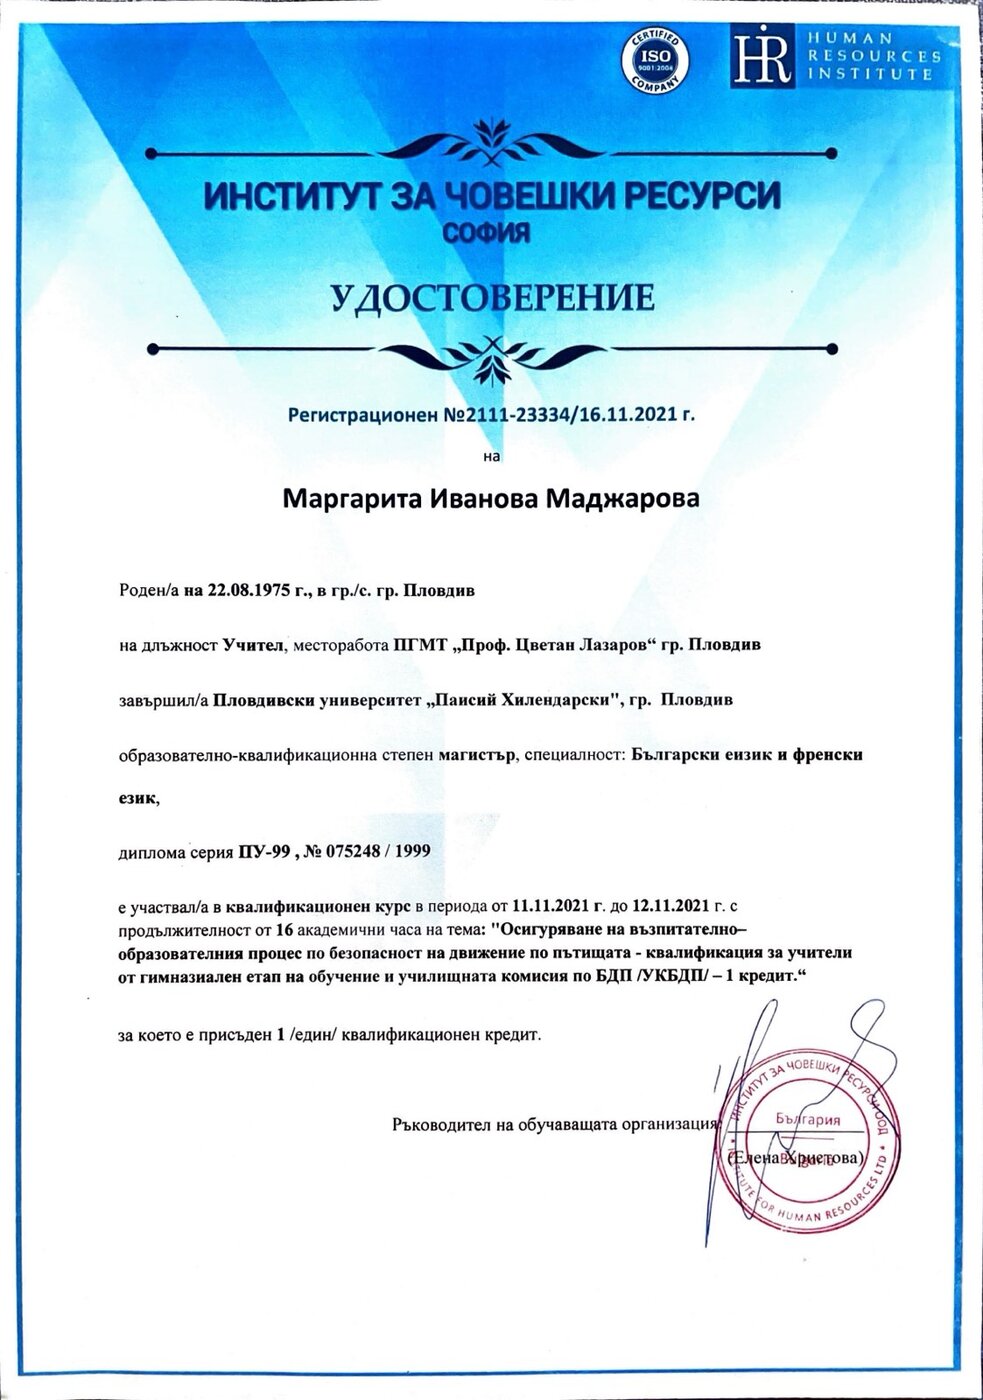 CERTIFIED
ISO
9001:2008
COMPANY
HR
HUMAN
RESOURCES
INSTITUTE
ИНСТИТУТ ЗА ЧОВЕШКИ РЕСУРСИ
СОФИЯ
УДОСТОВЕРЕНИЕ
Регистрационен №2111-23334/16.11.2021 г.
на
Маргарита Иванова Маджарова
Роден/а на 22.08.1975 г., в гр./с. гр. Пловдив
на длъжност Учител, месторабота ПГМТ „Проф. Цветан Лазаров“ гр. Пловдив
завършил/а Пловдивски университет „Паисий Хилендарски", гр. Пловдив
образователно-квалификационна степен магистър, специалност: Български еизик и френски
език,
диплома серия ПУ-99 , № 075248 / 1999
е участвал/а в квалификационен курс в периода от 11.11.2021 г. до 12.11.2021 г. с
продължителност от 16 академични часа на тема: "Осигуряване на възпитателно–
образователния процес по безопасност на движение по пътищата - квалификация за учители
от гимназиален етап на обучение и училищната комисия по БДП /УКБДП/ – 1 кредит.“
за което е присъден 1 /един/ квалификационен кредит.
Ръководител на обучаващата организация:
(Елена Христова)
ИНСТИТУТ ЗА ЧОВЕШКИ РЕСУРСИ ООД
България
Bulgaria
INSTITUTE FOR HUMAN RESOURCES LTD